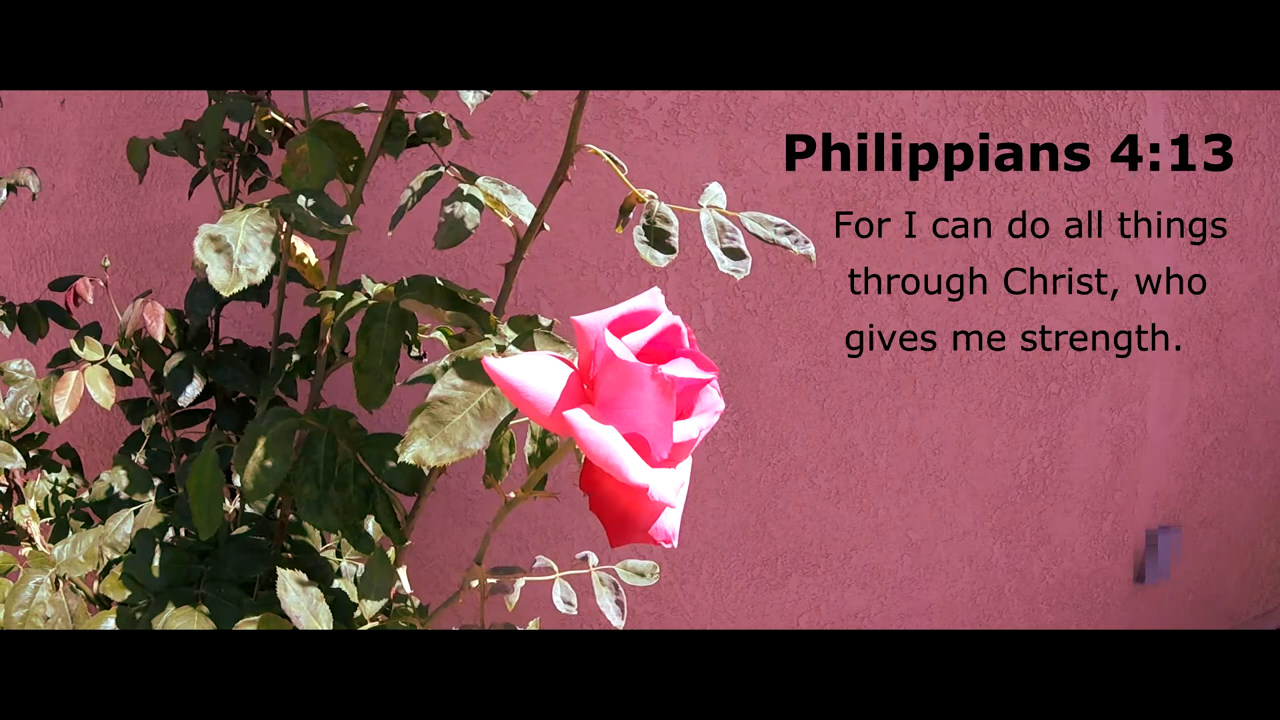 Philippians 4:13
For I can do all things
through Christ, who
gives me strength.